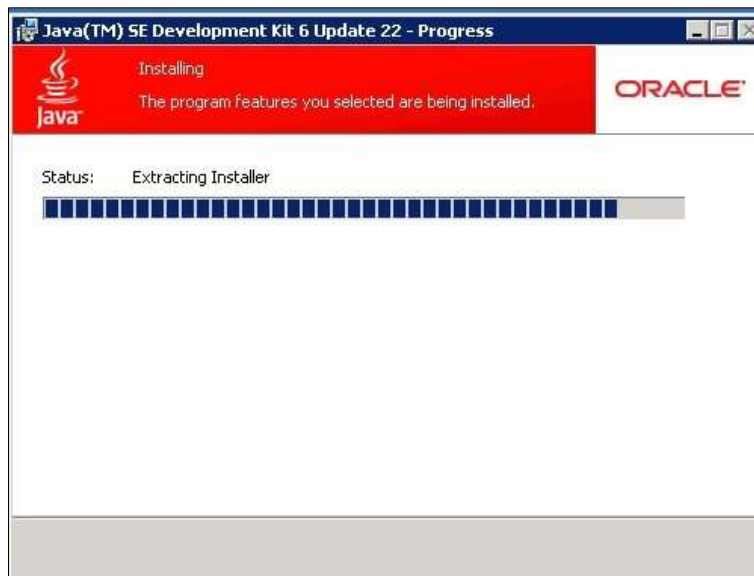 Java(TM) SE Development Kit 6 Update 22 - Progress
Installing
The program features you selected are being installed.
Java
ORACLE
Status: Extracting Installer